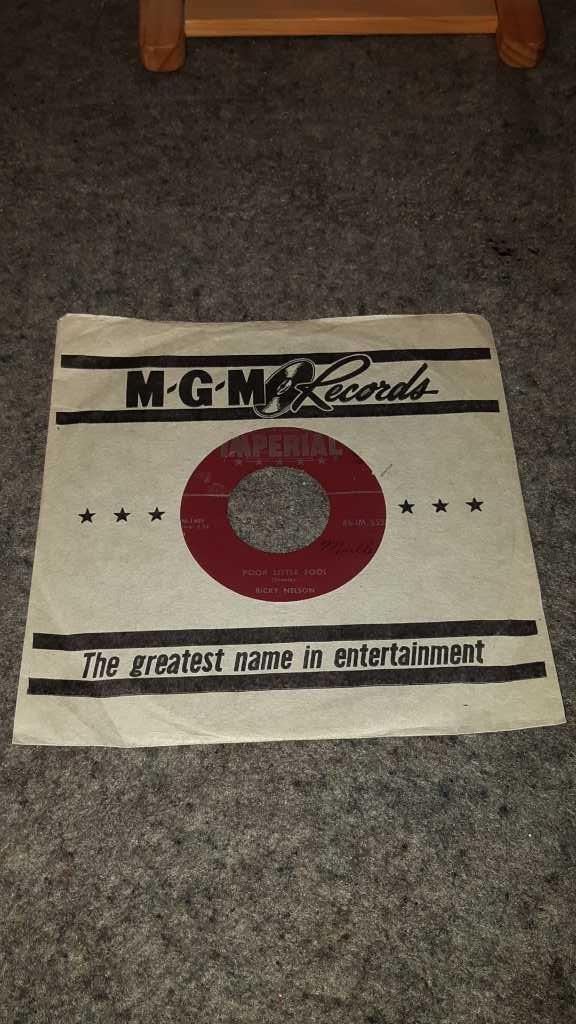 M-G-M Records
IMPERIAL
POOR LITTLE FOOL
RICKY NELSON
The greatest name in entertainment